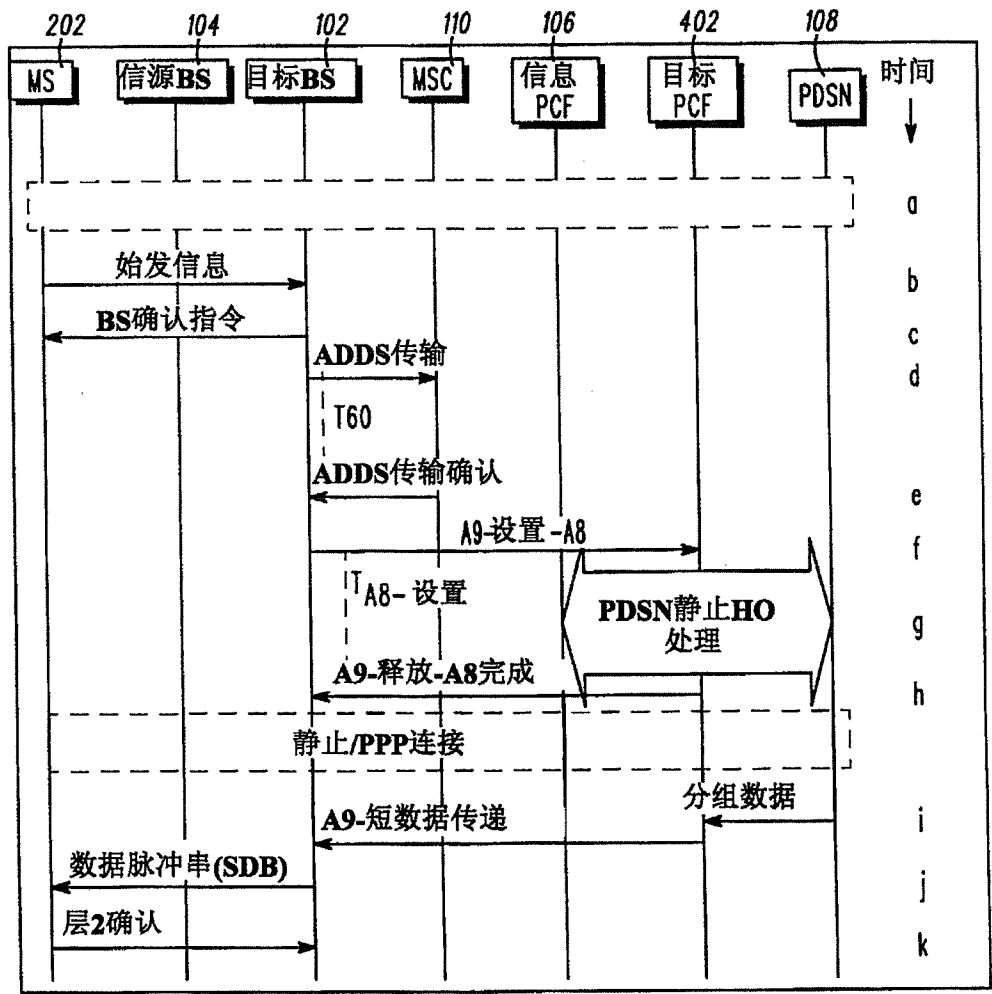 202 104 102 110 106 402 108
MS 信源BS 目标BS MSC 信息 PCF 目标 PCF PDSN 时间
a
始发信息 b
BS确认指令 c
ADDS传输 d
T60
ADDS传输确认 e
A9-设置-A8 f
TA8-设置
PDSN静止HO
处理 g
A9-释放-A8完成 h
静止/PPP连接
分组数据
A9-短数据传递 i
数据脉冲串(SDB) j
层2确认 k